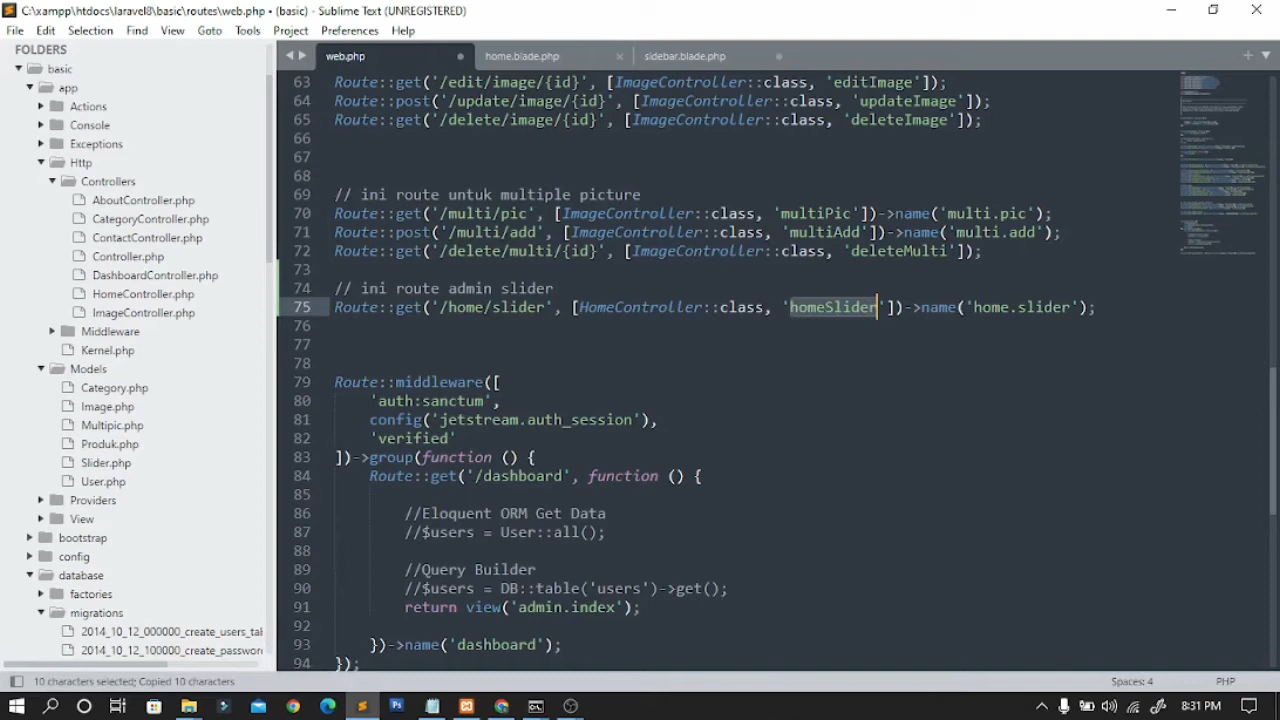 C:\xampp\htdocs\laravel8\basic\routes\web.php • (basic) - Sublime Text (UNREGISTERED)
File Edit Selection Find View Goto Tools Project Preferences Help
FOLDERS
basic
app
Actions
Console
Exceptions
Http
Controllers
AboutController.php
CategoryController.php
ContactController.php
Controller.php
DashboardController.php
HomeController.php
ImageController.php
Middleware
Kernel.php
Models
Category.php
Image.php
Multipic.php
Produk.php
Slider.php
User.php
Providers
View
bootstrap
config
database
factories
migrations
2014_10_12_000000_create_users_tal
2014_10_12_100000_create_passwor
web.php home.blade.php sidebar.blade.php
63 Route::get('/edit/image/{id}', [ImageController::class, 'editImage']);
64 Route::post('/update/image/{id}', [ImageController::class, 'updateImage']);
65 Route::get('/delete/image/{id}', [ImageController::class, 'deleteImage']);
66
67
68
69 // ini route untuk multiple picture
70 Route::get('/multi/pic', [ImageController::class, 'multiPic'])->name('multi.pic');
71 Route::get('/multi/add', [ImageController::class, 'multiAdd'])->name('multi.add');
72 Route::get('/delete/multi/{id}', [ImageController::class, 'deleteMulti']);
73
74 // ini route admin slider
75 Route::get('/home/slider', [HomeController::class, 'homeSlider'])->name('home.slider');
76
77
78
79 Route::middleware([
80 'auth:sanctum',
81 config('jetstream.auth_session'),
82 'verified'
83 ])->group(function () {
84 Route::get('/dashboard', function () {
85
86 //Eloquent ORM Get Data
87 //$users = User::all();
88
89 //Query Builder
90 //$users = DB::table('users')->get();
91 return view('admin.index');
92
93 })->name('dashboard');
94 });
10 characters selected; Copied 10 characters Spaces: 4 PHP
8:31 PM